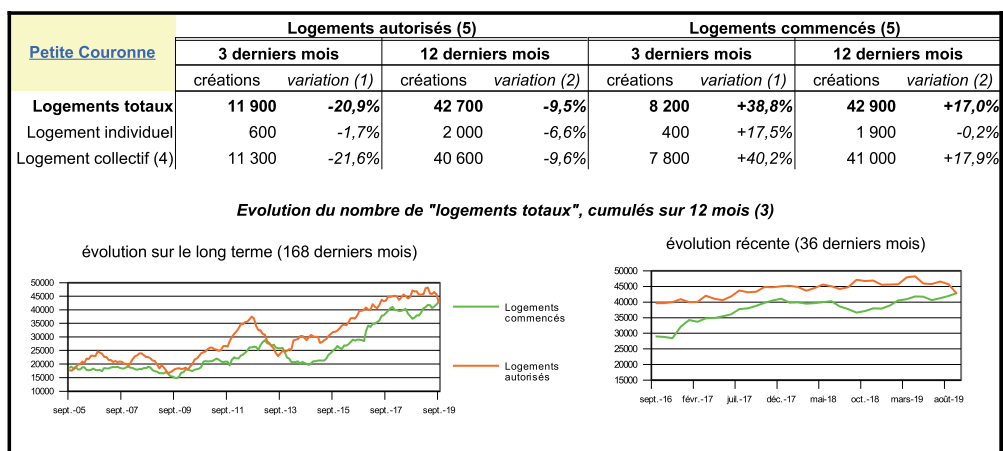 Petite Couronne
Logements autorisés (5) Logements commencés (5)
3 derniers mois 12 derniers mois 3 derniers mois 12 derniers mois
créations variation (1) créations variation (2) créations variation (1) créations variation (2)
Logements totaux 11 900 -20,9% 42 700 -9,5% 8 200 +38,8% 42 900 +17,0%
Logement individuel 600 -1,7% 2 000 -6,6% 400 +17,5% 1 900 -0,2%
Logement collectif (4) 11 300 -21,6% 40 600 -9,6% 7 800 +40,2% 41 000 +17,9%
Evolution du nombre de "logements totaux", cumulés sur 12 mois (3)
évolution sur le long terme (168 derniers mois)
50000
45000
40000
35000
30000
25000
20000
15000
10000
sept.-05 sept.-07 sept.-09 sept.-11 sept.-13 sept.-15 sept.-17 sept.-19
Logements
commencés
Logements
autorisés
évolution récente (36 derniers mois)
50000
45000
40000
35000
30000
25000
20000
15000
sept.-16 févr.-17 juil.-17 déc.-17 mai-18 oct.-18 mars-19 août-19